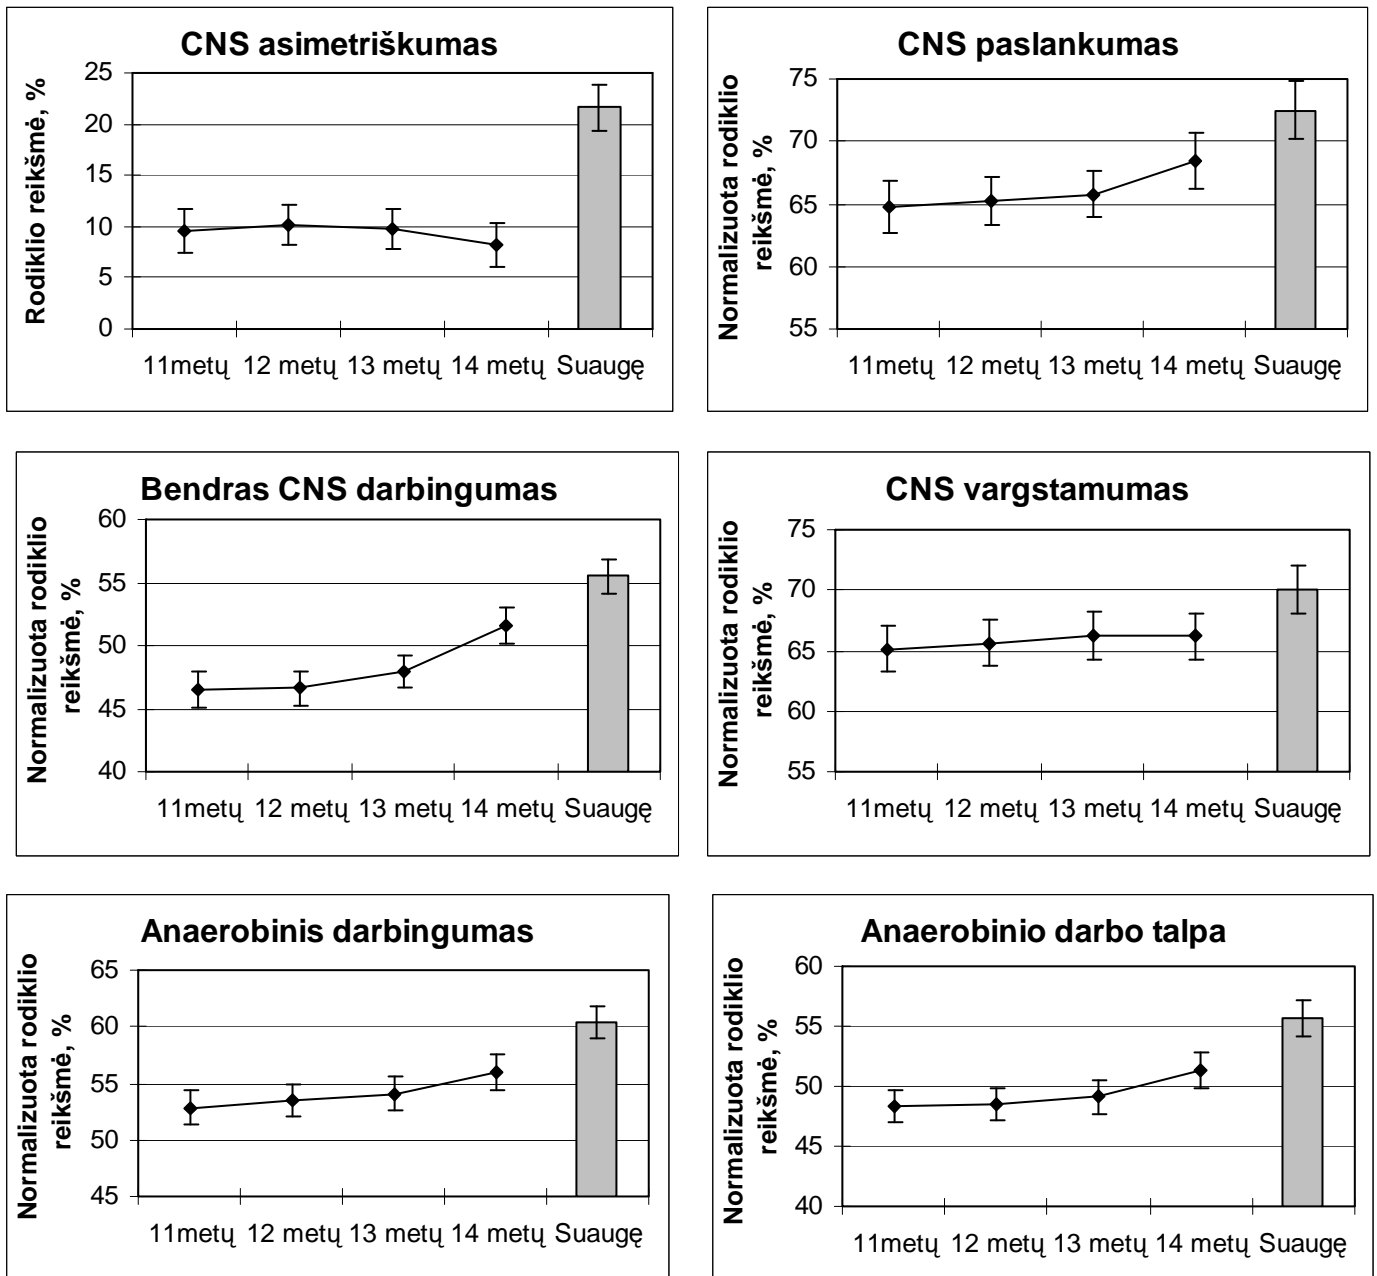 CNS asimetriškumas
Rodiklio reikšmė, %
25
20
15
10
5
0
11metų 12 metų 13 metų 14 metų Suaugę
CNS paslankumas
Normalizuota rodiklio
reikšmė, %
75
70
65
60
55
11metų 12 metų 13 metų 14 metų Suaugę
Bendras CNS darbingumas
Normalizuota rodiklio
reikšmė, %
60
55
50
45
40
11metų 12 metų 13 metų 14 metų Suaugę
CNS vargstamumas
Normalizuota rodiklio
reikšmė, %
75
70
65
60
55
11metų 12 metų 13 metų 14 metų Suaugę
Anaerobinis darbingumas
Normalizuota rodiklio
reikšmė, %
65
60
55
50
45
11metų 12 metų 13 metų 14 metų Suaugę
Anaerobinio darbo talpa
Normalizuota rodiklio
reikšmė, %
60
55
50
45
40
11metų 12 metų 13 metų 14 metų Suaugę